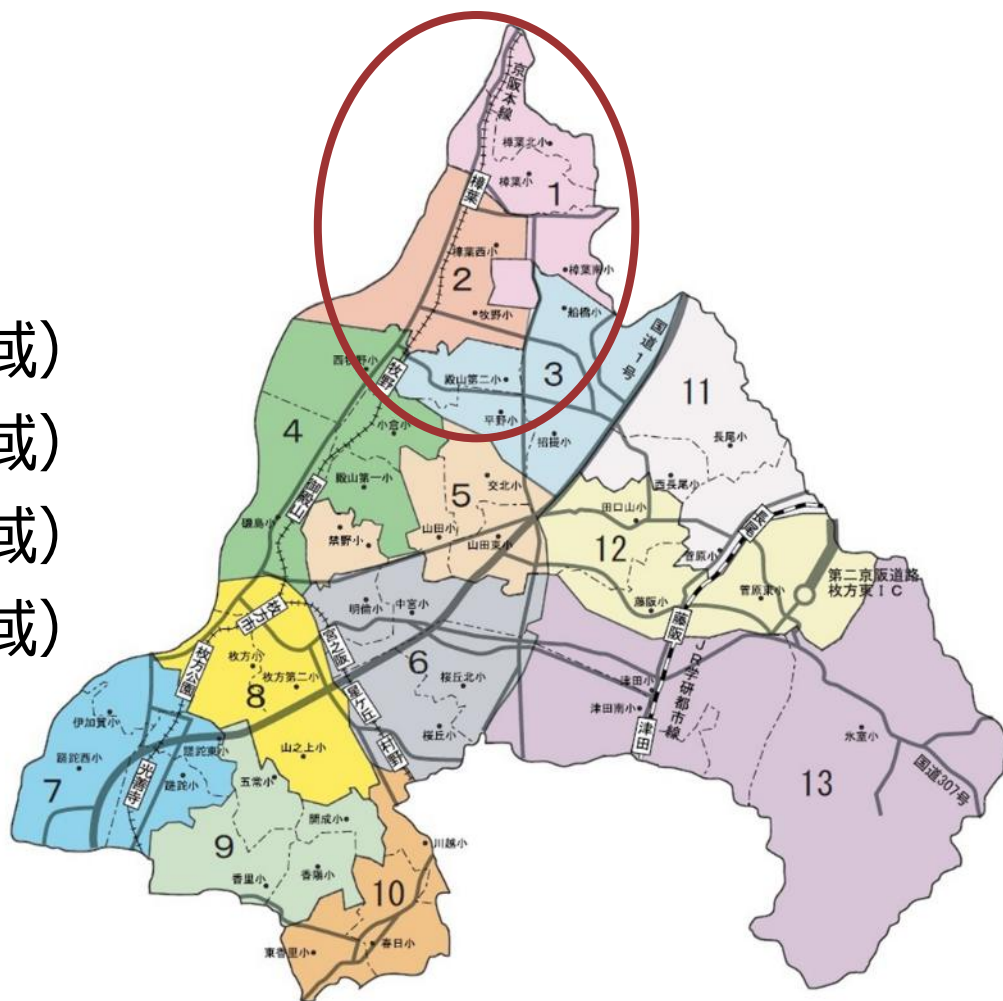 京阪本線
樟葉北小
樟葉小
1
樟葉
樟葉西小
2
樟葉南小
牧野小
船橋小
国道1号
域）
西牧野小
牧野
殿山第二小
3
11
平野小
域）
4
小倉小
招提小
長尾小
殿山第一小
5
交北小
西長尾小
御殿山
田口山小
長尾
域）
磯島小
禁野小
山田小
山田東小
12
菅原小
第二京阪道路
枚方東IC
菅原東小
藤阪小
域）
枚方市
明倫小
中宮小
宮之阪
藤阪
JR学研都市線
枚方公園
枚方小
枚方第二小
6
桜丘北小
津田小
8
星ヶ丘
津田南小
伊加賀小
桜丘小
津田
氷室小
蹉跎西小
蹉跎東小
山之上小
村野
国道307号
7
光善寺
蹉跎小
五常小
13
開成小
9
川越小
香里小
香陽小
10
東香里小
春日小